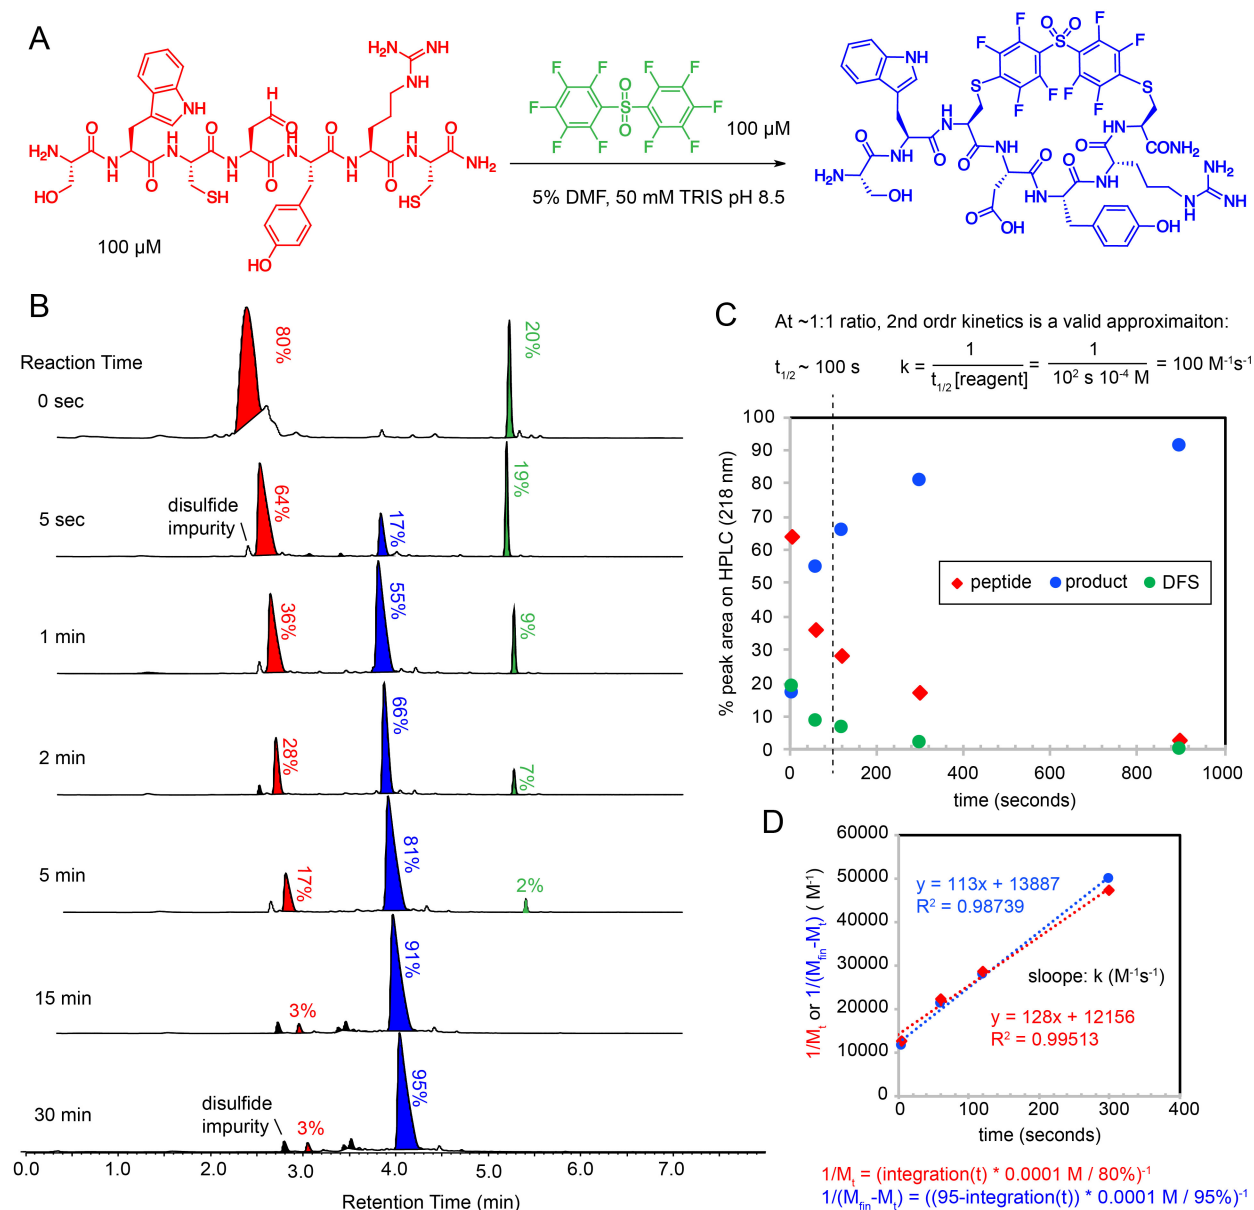 A
H₂N
NH
NH
NH
H
O
O
H
N
H
N
O
H
N
O
H
N
O
H₂N
N
H
O
N
H
O
N
H
NH₂
HO
SH
HS
HO
100 µM
F F F F
F O S O F
F F F F
100 µM
5% DMF, 50 mM TRIS pH 8.5
O O
S
F F F F
F F F F
S S
NH
H
N
O
H
N
O
CONH₂
O
N
H
O
H
N
O
H
N
O
N
H
NH₂
NH
H₂N
OH
O
OH
OH
B
Reaction Time
0 sec
80%
20%
5 sec
disulfide
impurity
64%
17%
19%
1 min
36%
55%
9%
2 min
28%
66%
7%
5 min
17%
81%
2%
15 min
3%
91%
30 min
disulfide
impurity
3%
95%
0.0 1.0 2.0 3.0 4.0 5.0 6.0 7.0
Retention Time (min)
C
At ~1:1 ratio, 2nd ordr kinetics is a valid approximaiton:
t1/2 ~ 100 s
k = 1 / t1/2 [reagent] = 1 / 10² s 10⁻⁴ M = 100 M⁻¹s⁻¹
% peak area on HPLC (218 nm)
100
90
80
70
60
50
40
30
20
10
0
peptide product DFS
0 200 400 600 800 1000
time (seconds)
D
1/Mt or 1/(Mfin-Mt) ( M⁻¹)
60000
50000
40000
30000
20000
10000
0
y = 113x + 13887
R² = 0.98739
sloope: k (M⁻¹s⁻¹)
y = 128x + 12156
R² = 0.99513
0 100 200 300 400
time (seconds)
1/Mt = (integration(t) * 0.0001 M / 80%)⁻¹
1/(Mfin-Mt) = ((95-integration(t)) * 0.0001 M / 95%)⁻¹